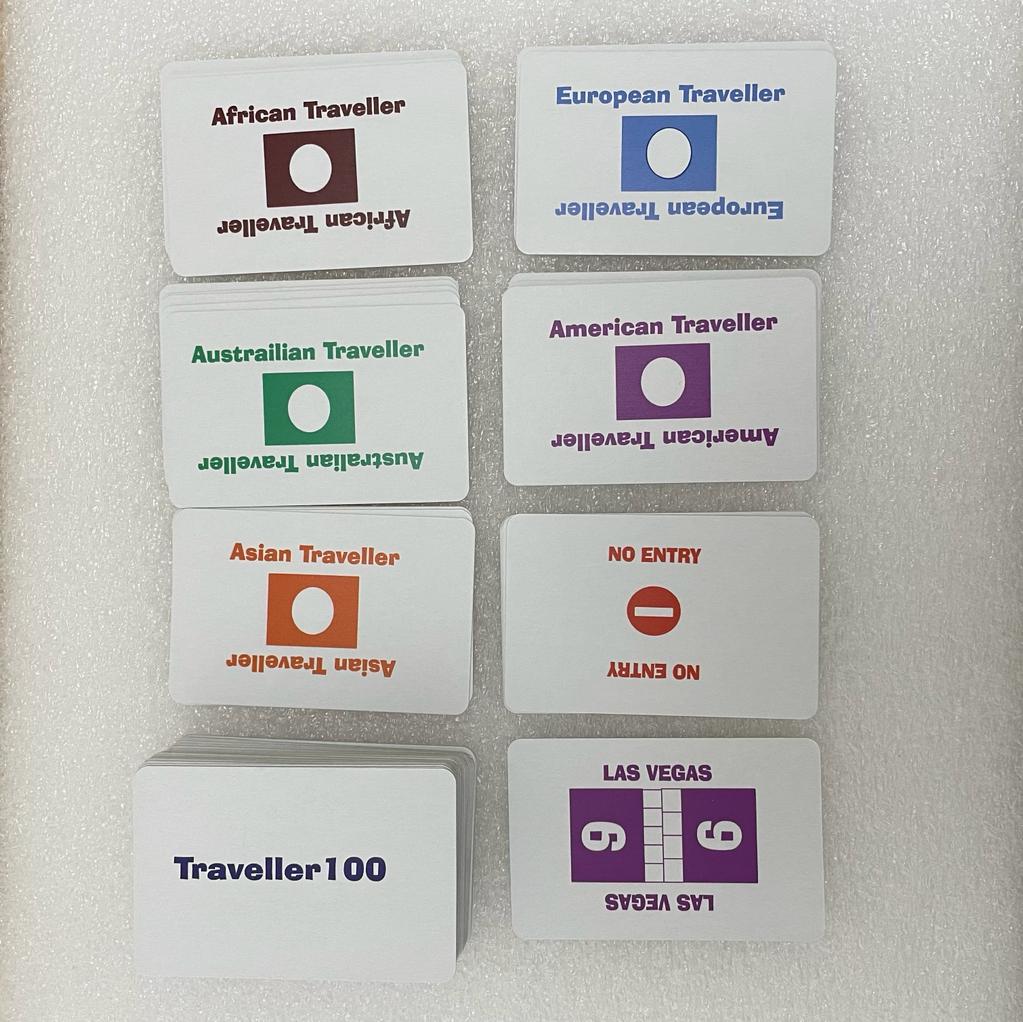 African Traveller
African Traveller
European Traveller
European Traveller
Austrailian Traveller
Australian Traveller
American Traveller
American Traveller
Asian Traveller
Asian Traveller
NO ENTRY
NO ENTRY
Traveller100
LAS VEGAS
6 6
LAS VEGAS